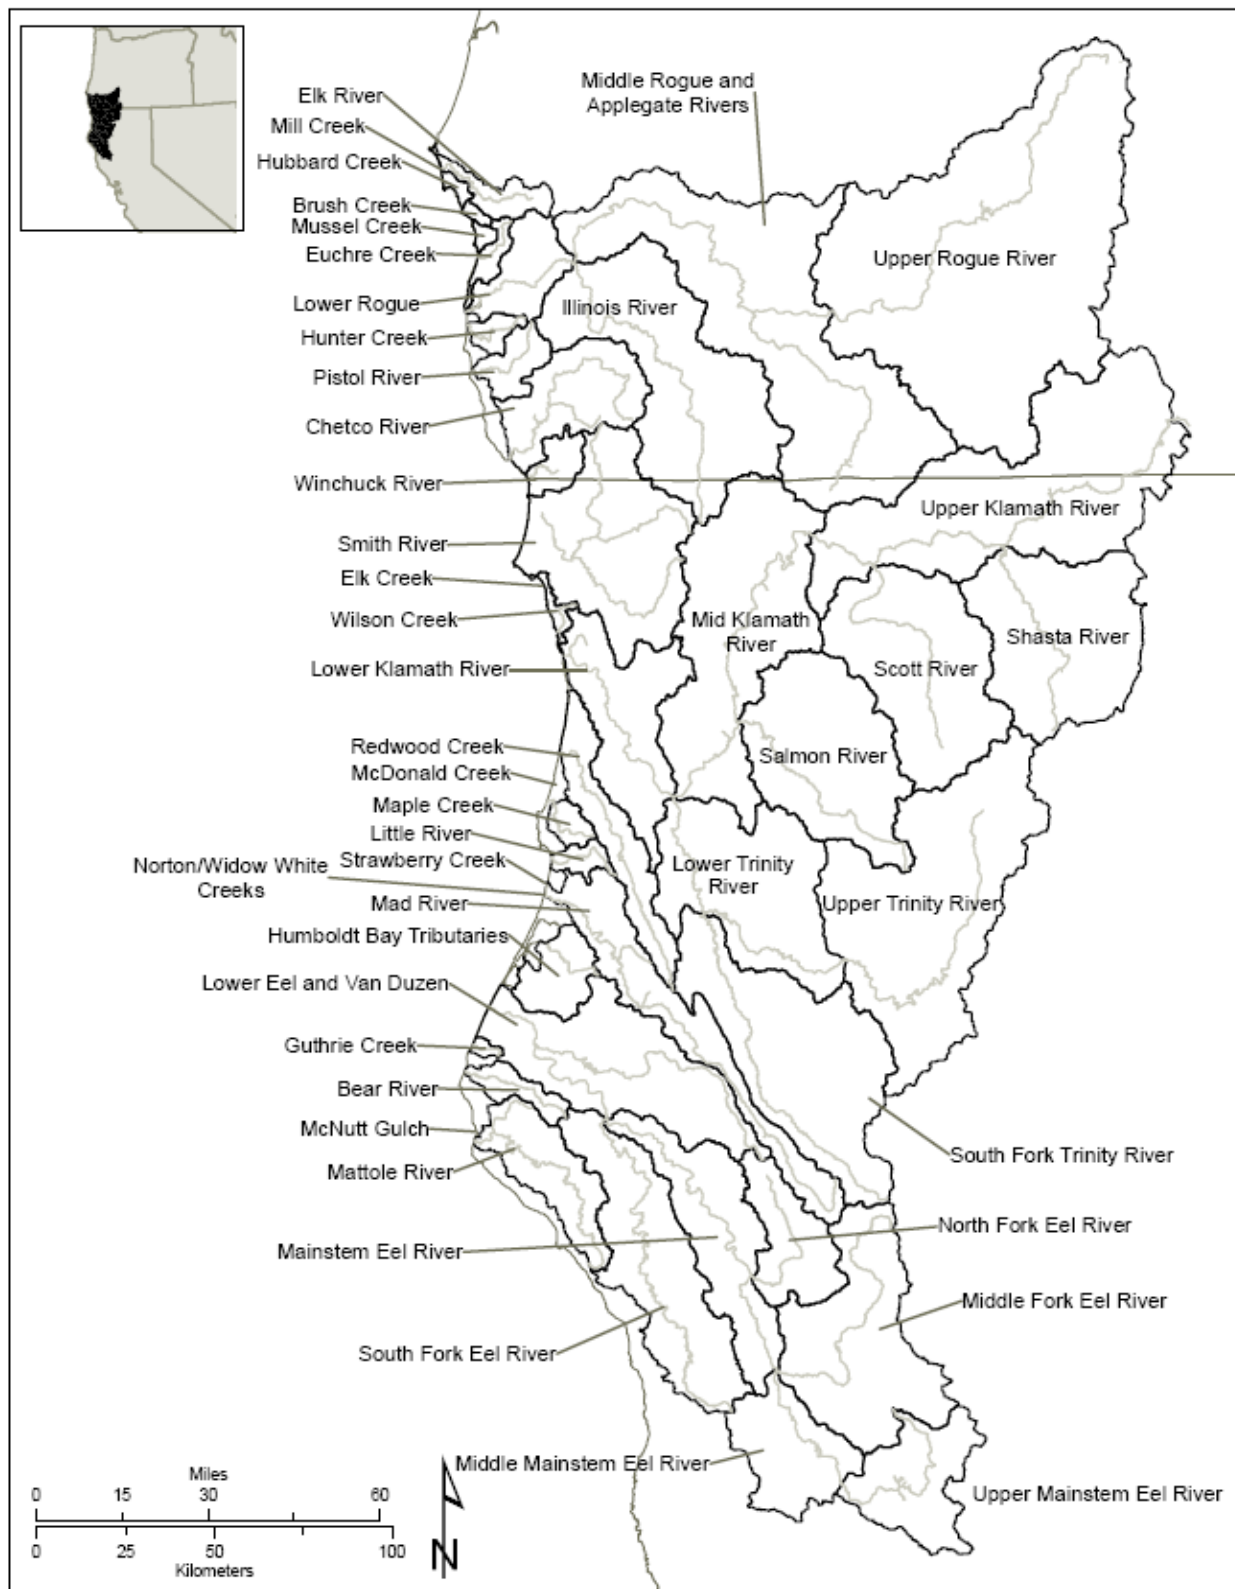 Elk River
Mill Creek
Hubbard Creek
Brush Creek
Mussel Creek
Euchre Creek
Lower Rogue
Hunter Creek
Pistol River
Chetco River
Winchuck River
Smith River
Elk Creek
Wilson Creek
Lower Klamath River
Redwood Creek
McDonald Creek
Maple Creek
Little River
Strawberry Creek
Norton/Widow White
Creeks
Mad River
Humboldt Bay Tributaries
Lower Eel and Van Duzen
Guthrie Creek
Bear River
McNutt Gulch
Mattole River
Mainstem Eel River
South Fork Eel River
Middle Mainstem Eel River
Middle Rogue and
Applegate Rivers
Upper Rogue River
Illinois River
Upper Klamath River
Mid Klamath
River
Scott River
Shasta River
Salmon River
Lower Trinity
River
Upper Trinity River
South Fork Trinity River
North Fork Eel River
Middle Fork Eel River
Upper Mainstem Eel River
Miles
0 15 30 60
0 25 50 100
Kilometers
N